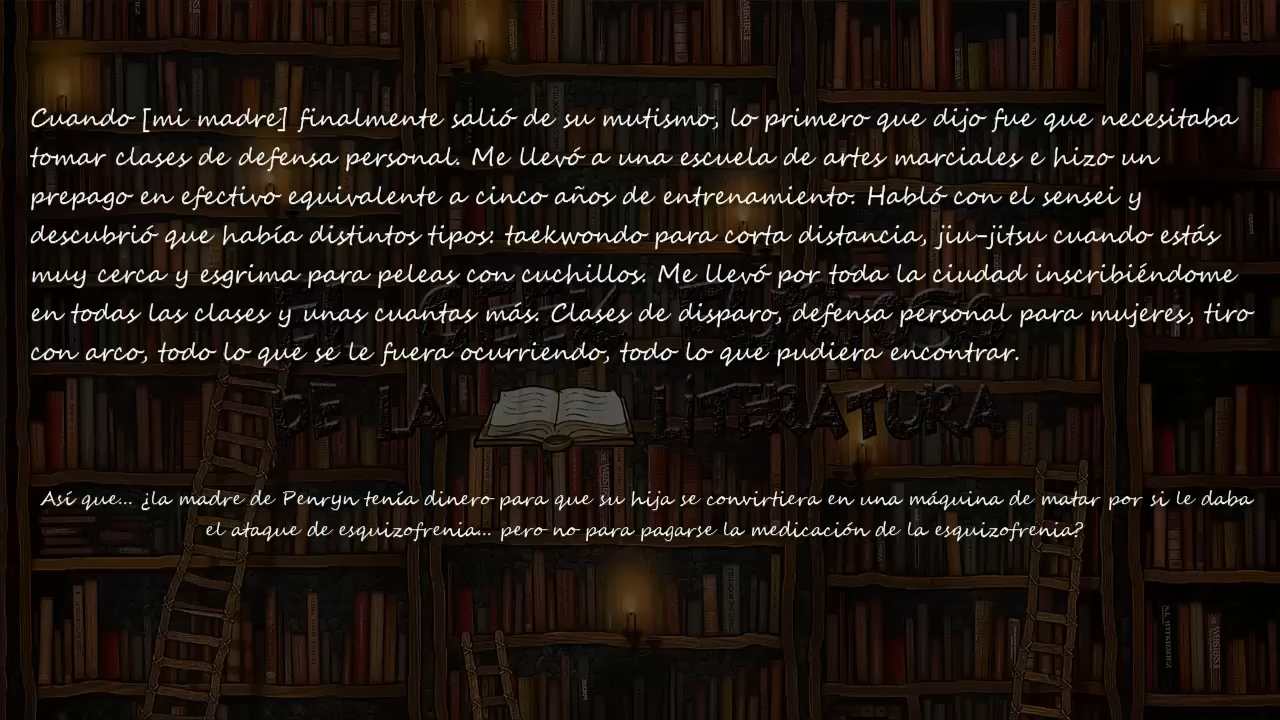 Cuando [mi madre] finalmente salió de su mutismo, lo primero que dijo fue que necesitaba
tomar clases de defensa personal. Me llevó a una escuela de artes marciales e hizo un
prepago en efectivo equivalente a cinco años de entrenamiento. Habló con el sensei y
descubrió que había distintos tipos: taekwondo para corta distancia, jiu-jitsu cuando estás
muy cerca y esgrima para peleas con cuchillos. Me llevó por toda la ciudad inscribiéndome
en todas las clases y unas cuantas más. Clases de disparo, defensa personal para mujeres, tiro
con arco, todo lo que se le fuera ocurriendo, todo lo que pudiera encontrar.
EL GEEK FURIOSO
DE LA LITERATURA
Así que... ¿la madre de Penryn tenía dinero para que su hija se convirtiera en una máquina de matar por si le daba
el ataque de esquizofrenia... pero no para pagarse la medicación de la esquizofrenia?